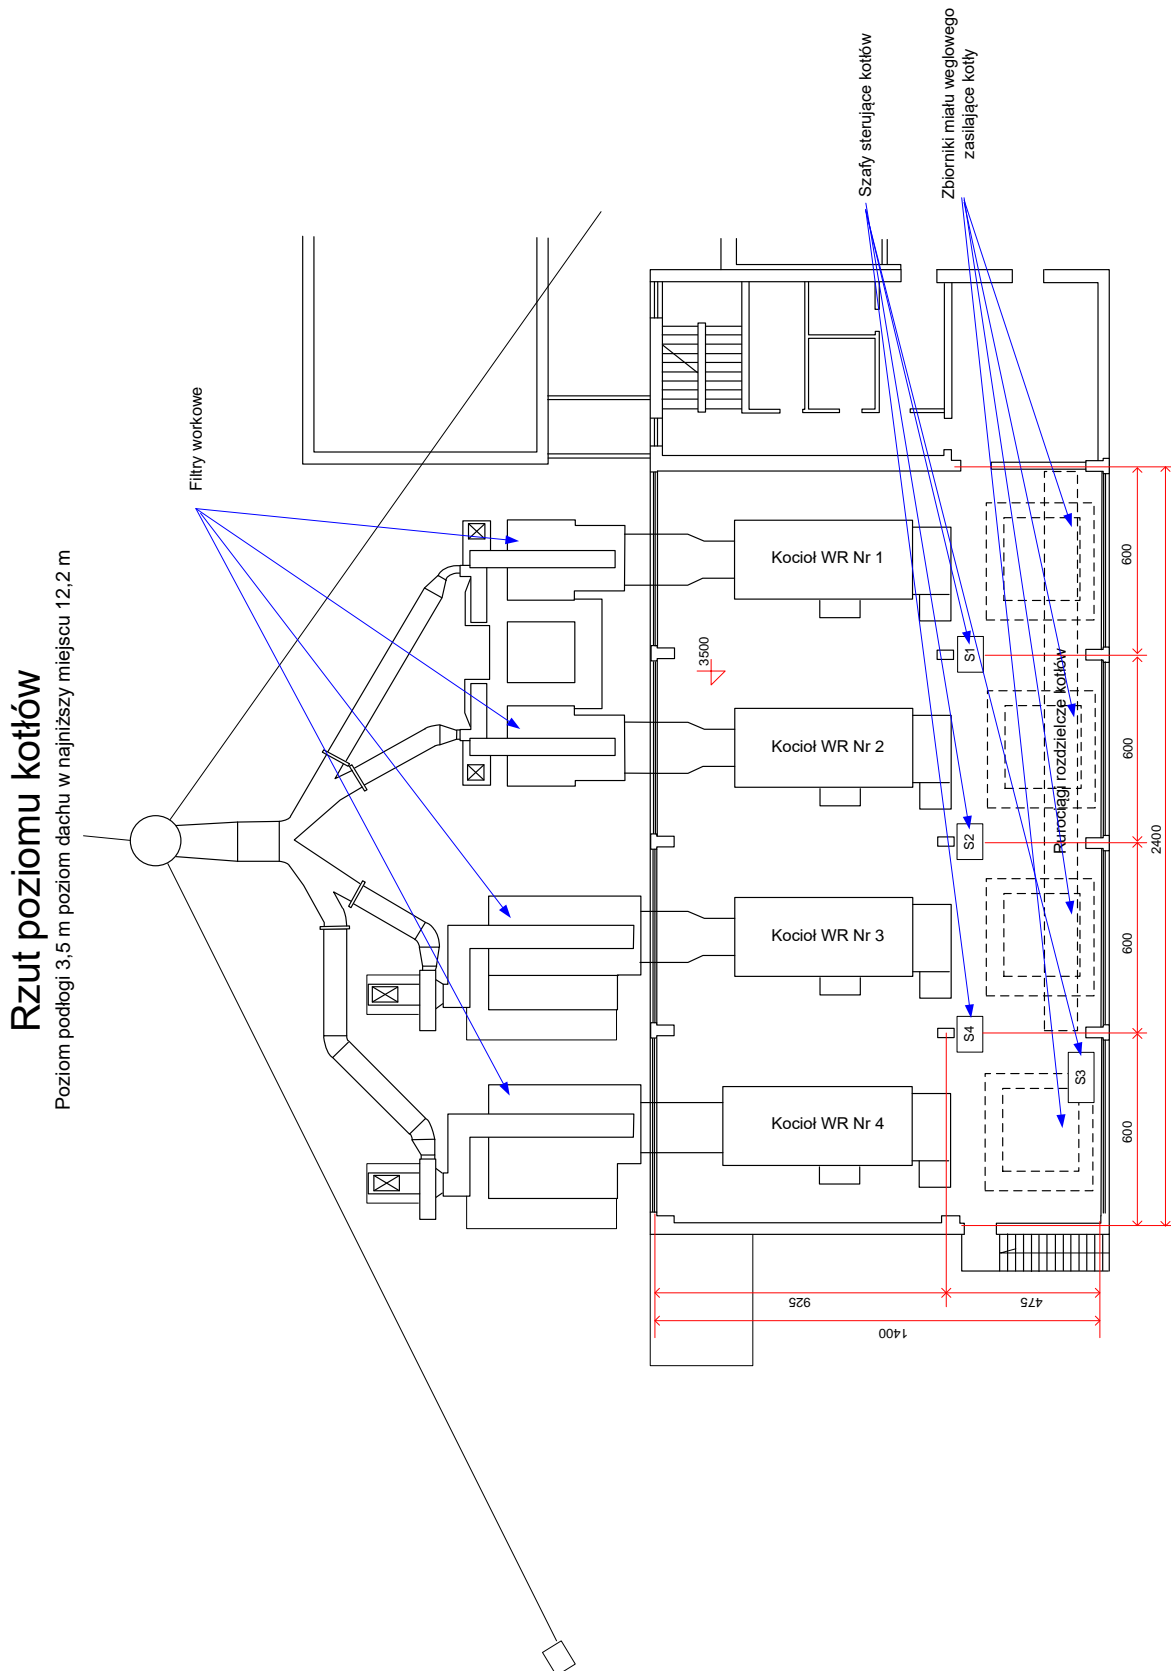 Rzut poziomu kotłów
Poziom podłogi 3,5 m poziom dachu w najniższy miejscu 12,2 m
Filtry workowe
Szafy sterujące kotłów
Zbiorniki miału węglowego
zasilające kotły
Kocioł WR Nr 1
Kocioł WR Nr 2
Kocioł WR Nr 3
Kocioł WR Nr 4
3500
S1
S2
S4
S3
Rurociągi rozdzielcze kotłów
600
600
600
600
2400
925
475
1400